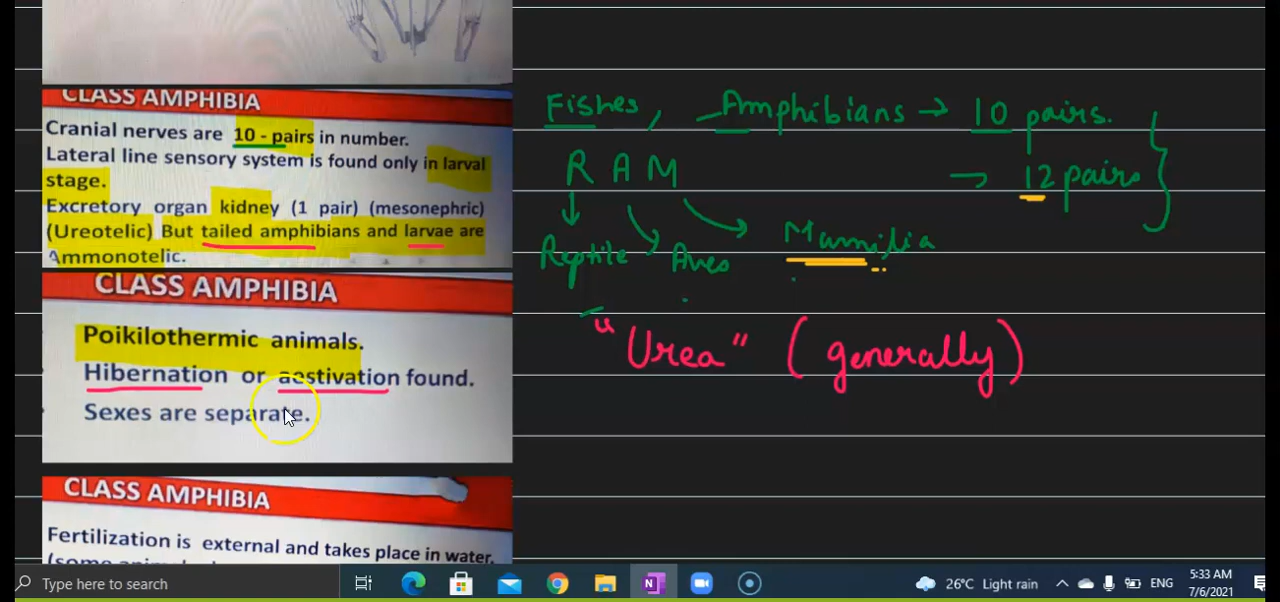 CLASS AMPHIBIA
Cranial nerves are 10 - pairs in number.
Lateral line sensory system is found only in larval
stage.
Excretory organ kidney (1 pair) (mesonephric)
(Ureotelic) But tailed amphibians and larvae are
Ammonotelic.
CLASS AMPHIBIA
Poikilothermic animals.
Hibernation or aestivation found.
Sexes are separate.
CLASS AMPHIBIA
Fertilization is external and takes place in water.
(some
Fishes, - Amphibians → 10 pairs.
R A M → 12 pairs
Reptile Aves Mamilia
"Urea" (generally)
Type here to search
26°C Light rain
ENG
5:33 AM
7/6/2021